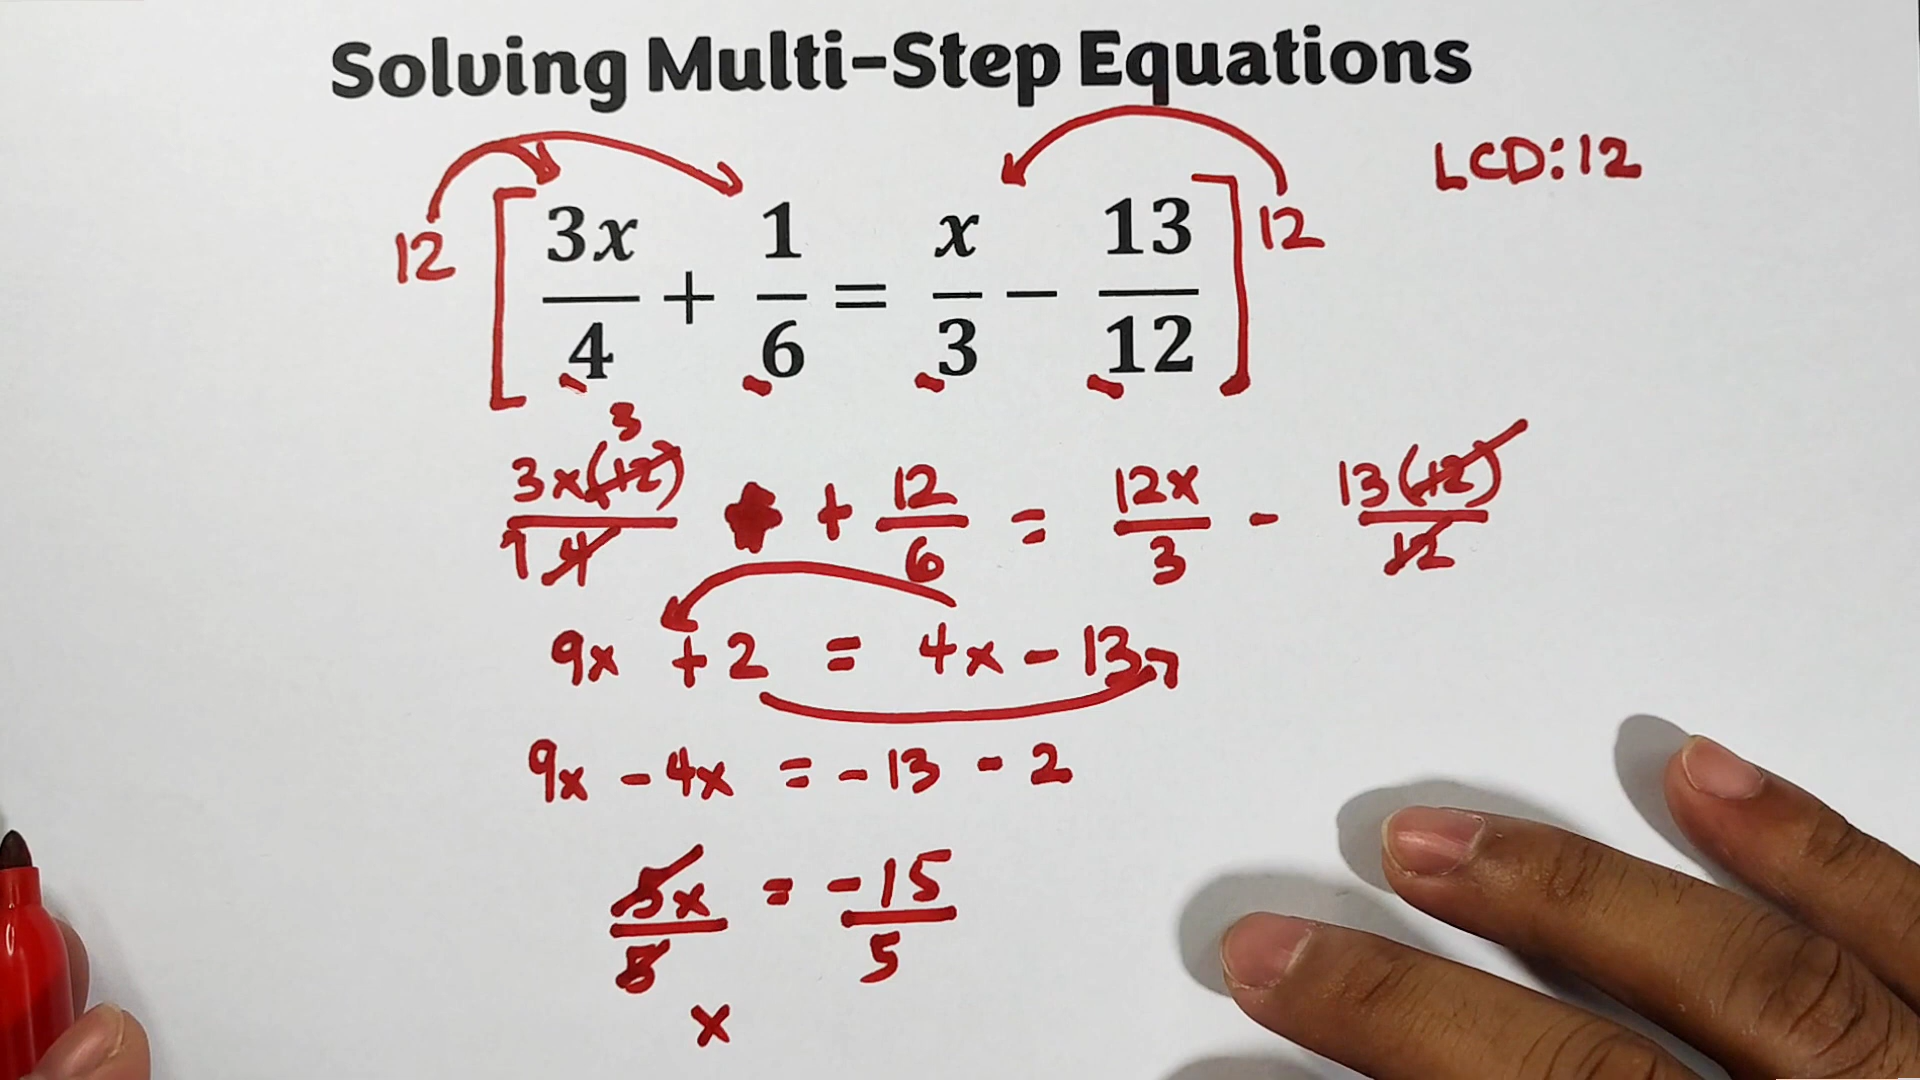 Solving Multi-Step Equations
LCD:12
12 [ 3x/4 + 1/6 = x/3 − 13/12 ] 12
3
3x(12)/1 4 + 12/6 = 12x/3 - 13(12)/12
9x + 2 = 4x - 13
9x - 4x = -13 - 2
5x/5 = -15/5
x